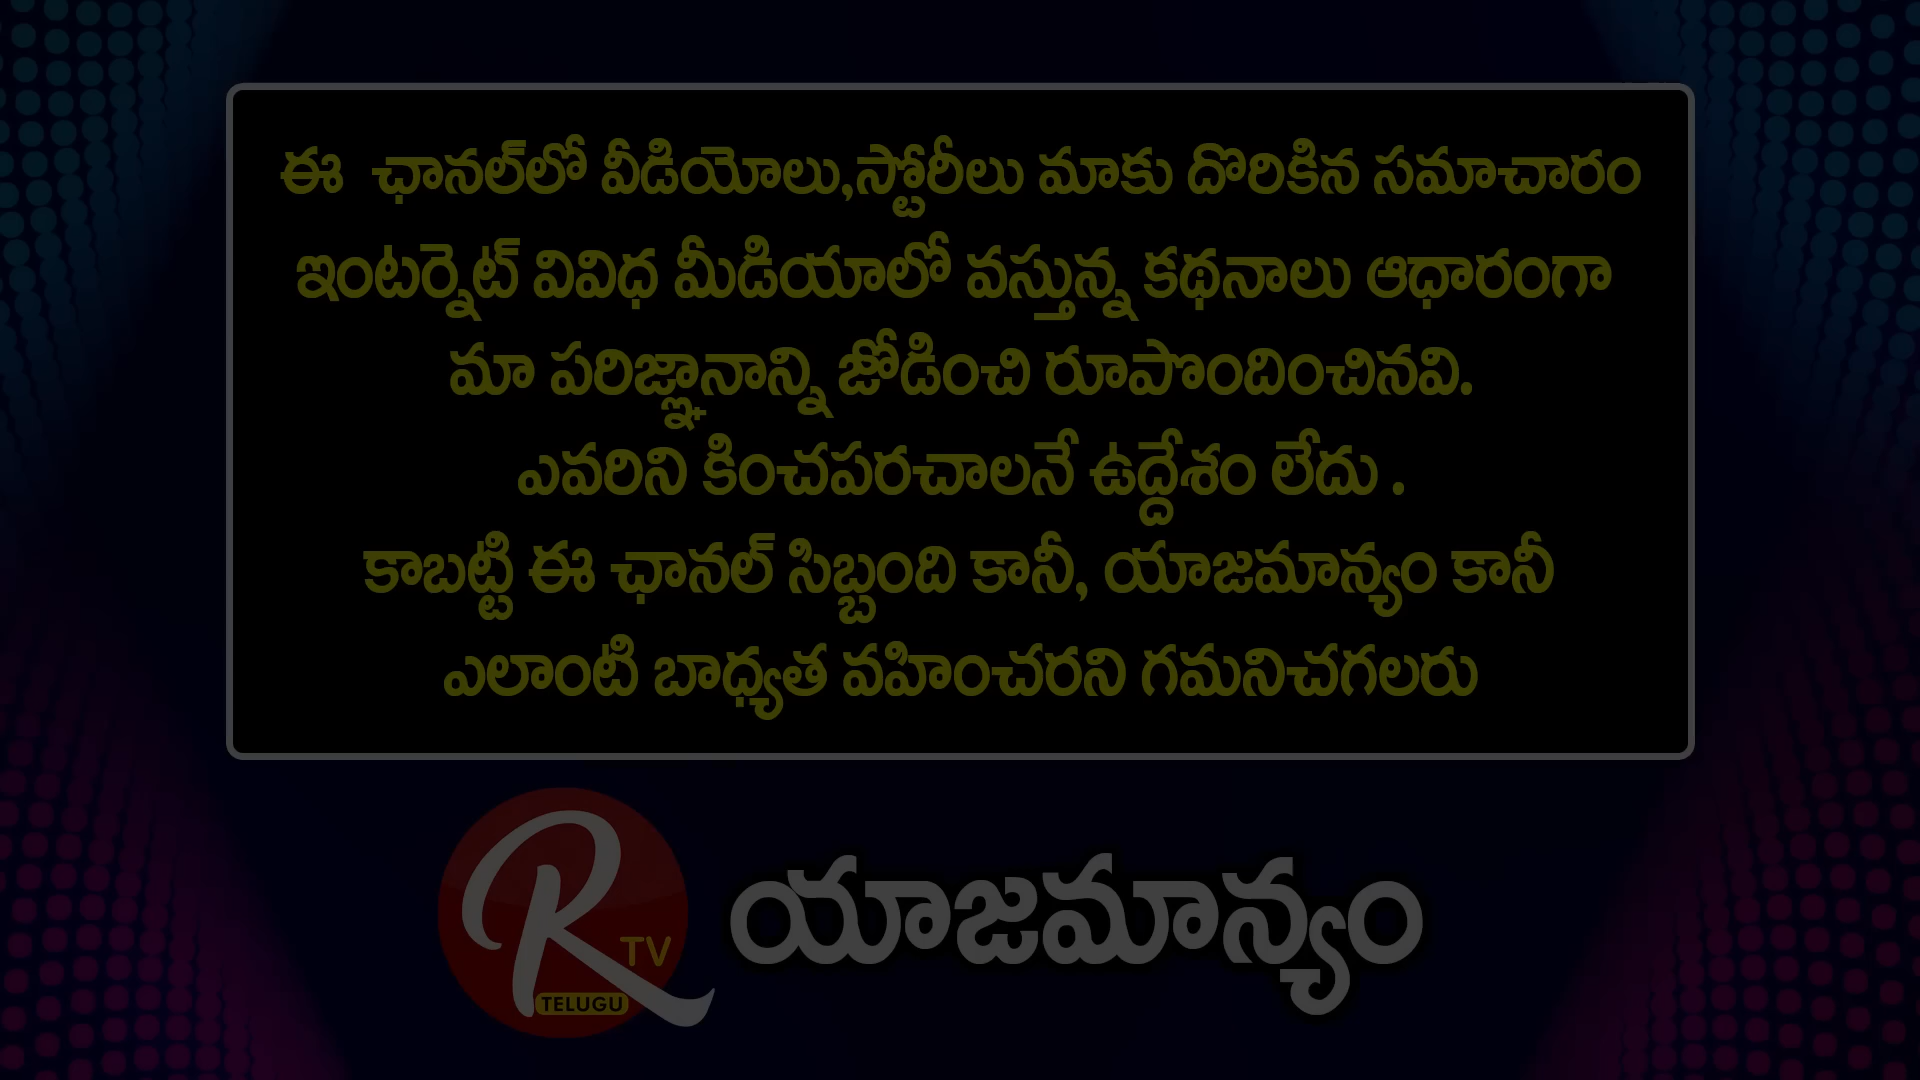 ఈ ఛానల్‌లో వీడియోలు,స్టోరీలు మాకు దొరికిన సమాచారం
ఇంటర్నెట్ వివిధ మీడియాలో వస్తున్న కథనాలు ఆధారంగా
మా పరిజ్ఞానాన్ని జోడించి రూపొందించినవి.
ఎవరిని కించపరచాలనే ఉద్దేశం లేదు .
కాబట్టి ఈ ఛానల్ సిబ్బంది కానీ, యాజమాన్యం కానీ
ఎలాంటి బాధ్యత వహించరని గమనిచగలరు
R TV
TELUGU
యాజమాన్యం